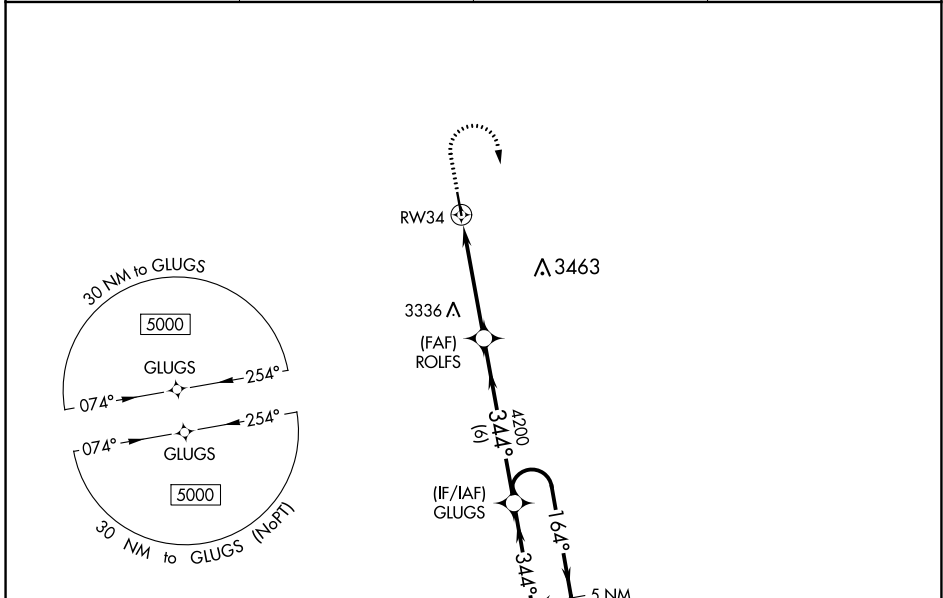 RW34
3463
30 NM to GLUGS
3336
5000
(FAF)
ROLFS
GLUGS
074°
254°
4200
344°
(6)
074°
254°
GLUGS
(IF/IAF)
GLUGS
5000
164°
30 NM to GLUGS (NoPT)
344°
5 NM